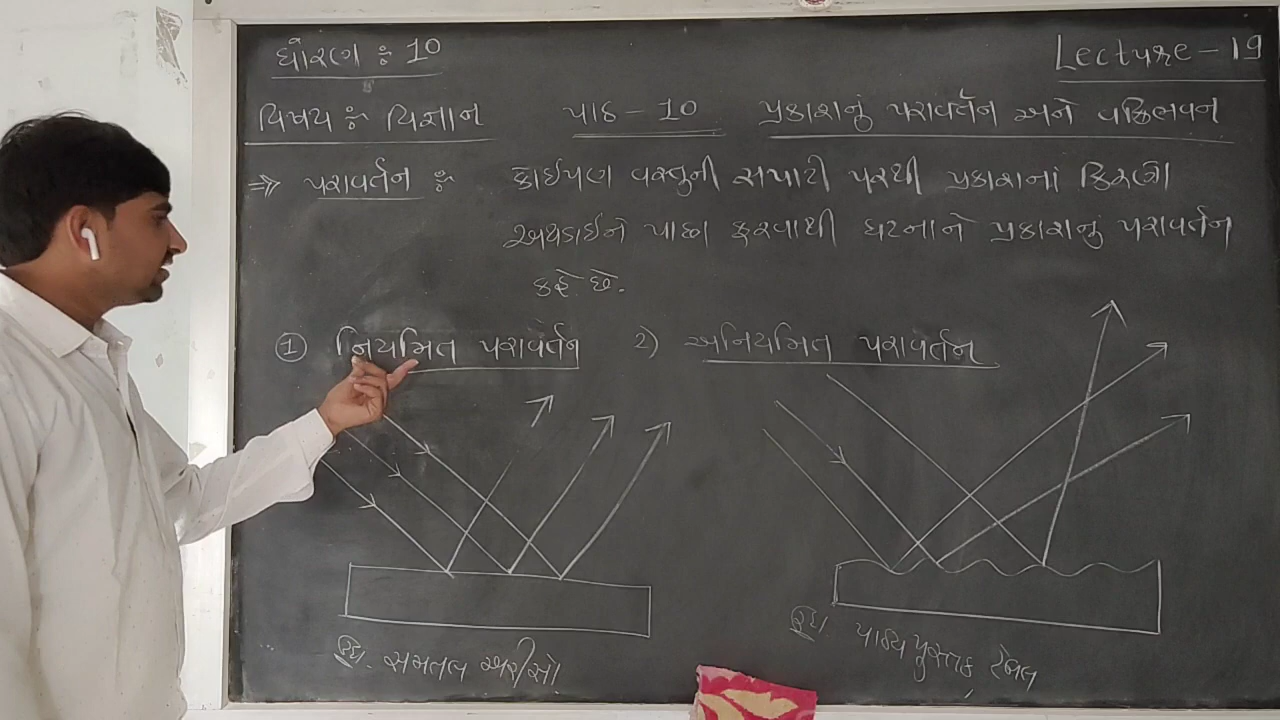 ધોરણ : 10
Lecture - 19
વિષય : વિજ્ઞાન પાઠ - 10 પ્રકાશનું પરાવર્તન અને વક્રિભવન
⇒ પરાવર્તન : કોઈપણ વસ્તુની સપાટી પરથી પ્રકાશનાં કિરણો
અથડાઈને પાછા ફરવાથી ઘટનાને પ્રકાશનું પરાવર્તન
કહે છે.
① નિયમિત પરાવર્તન 2) અનિયમિત પરાવર્તન
દા. સમતલ અરીસો
દા. પાઠ્ય પુસ્તક, ટેબલ